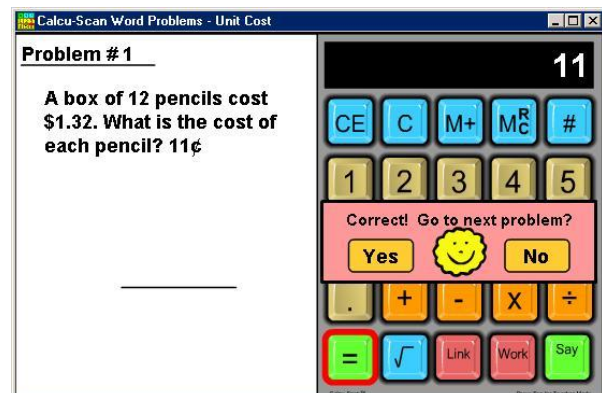 Calcu-Scan Word Problems - Unit Cost
Problem # 1
A box of 12 pencils cost
$1.32. What is the cost of
each pencil? 11¢
11
CE C M+ MRC #
1 2 3 4 5
Correct! Go to next problem?
Yes No
. + - X ÷
= √ Link Work Say